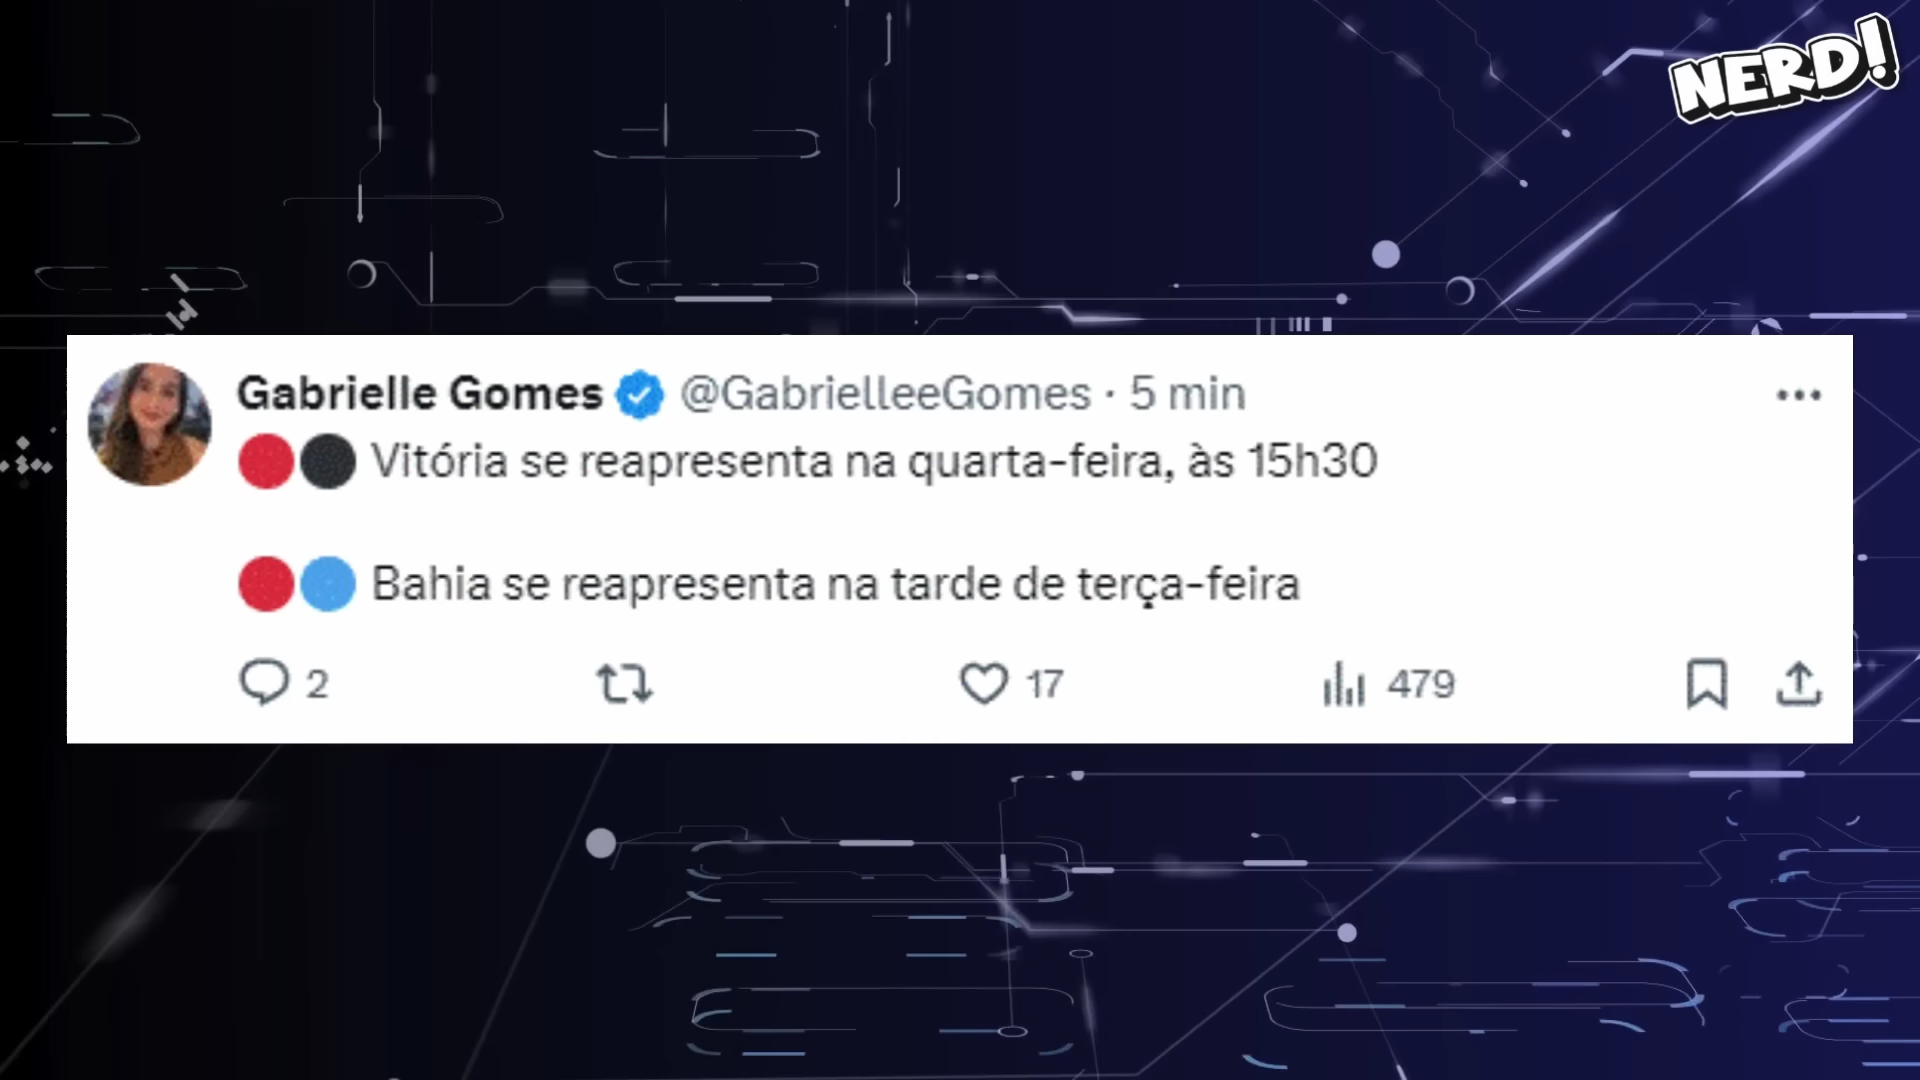 NERD!
Gabrielle Gomes @GabrielleeGomes · 5 min
Vitória se reapresenta na quarta-feira, às 15h30
Bahia se reapresenta na tarde de terça-feira
2 17 479